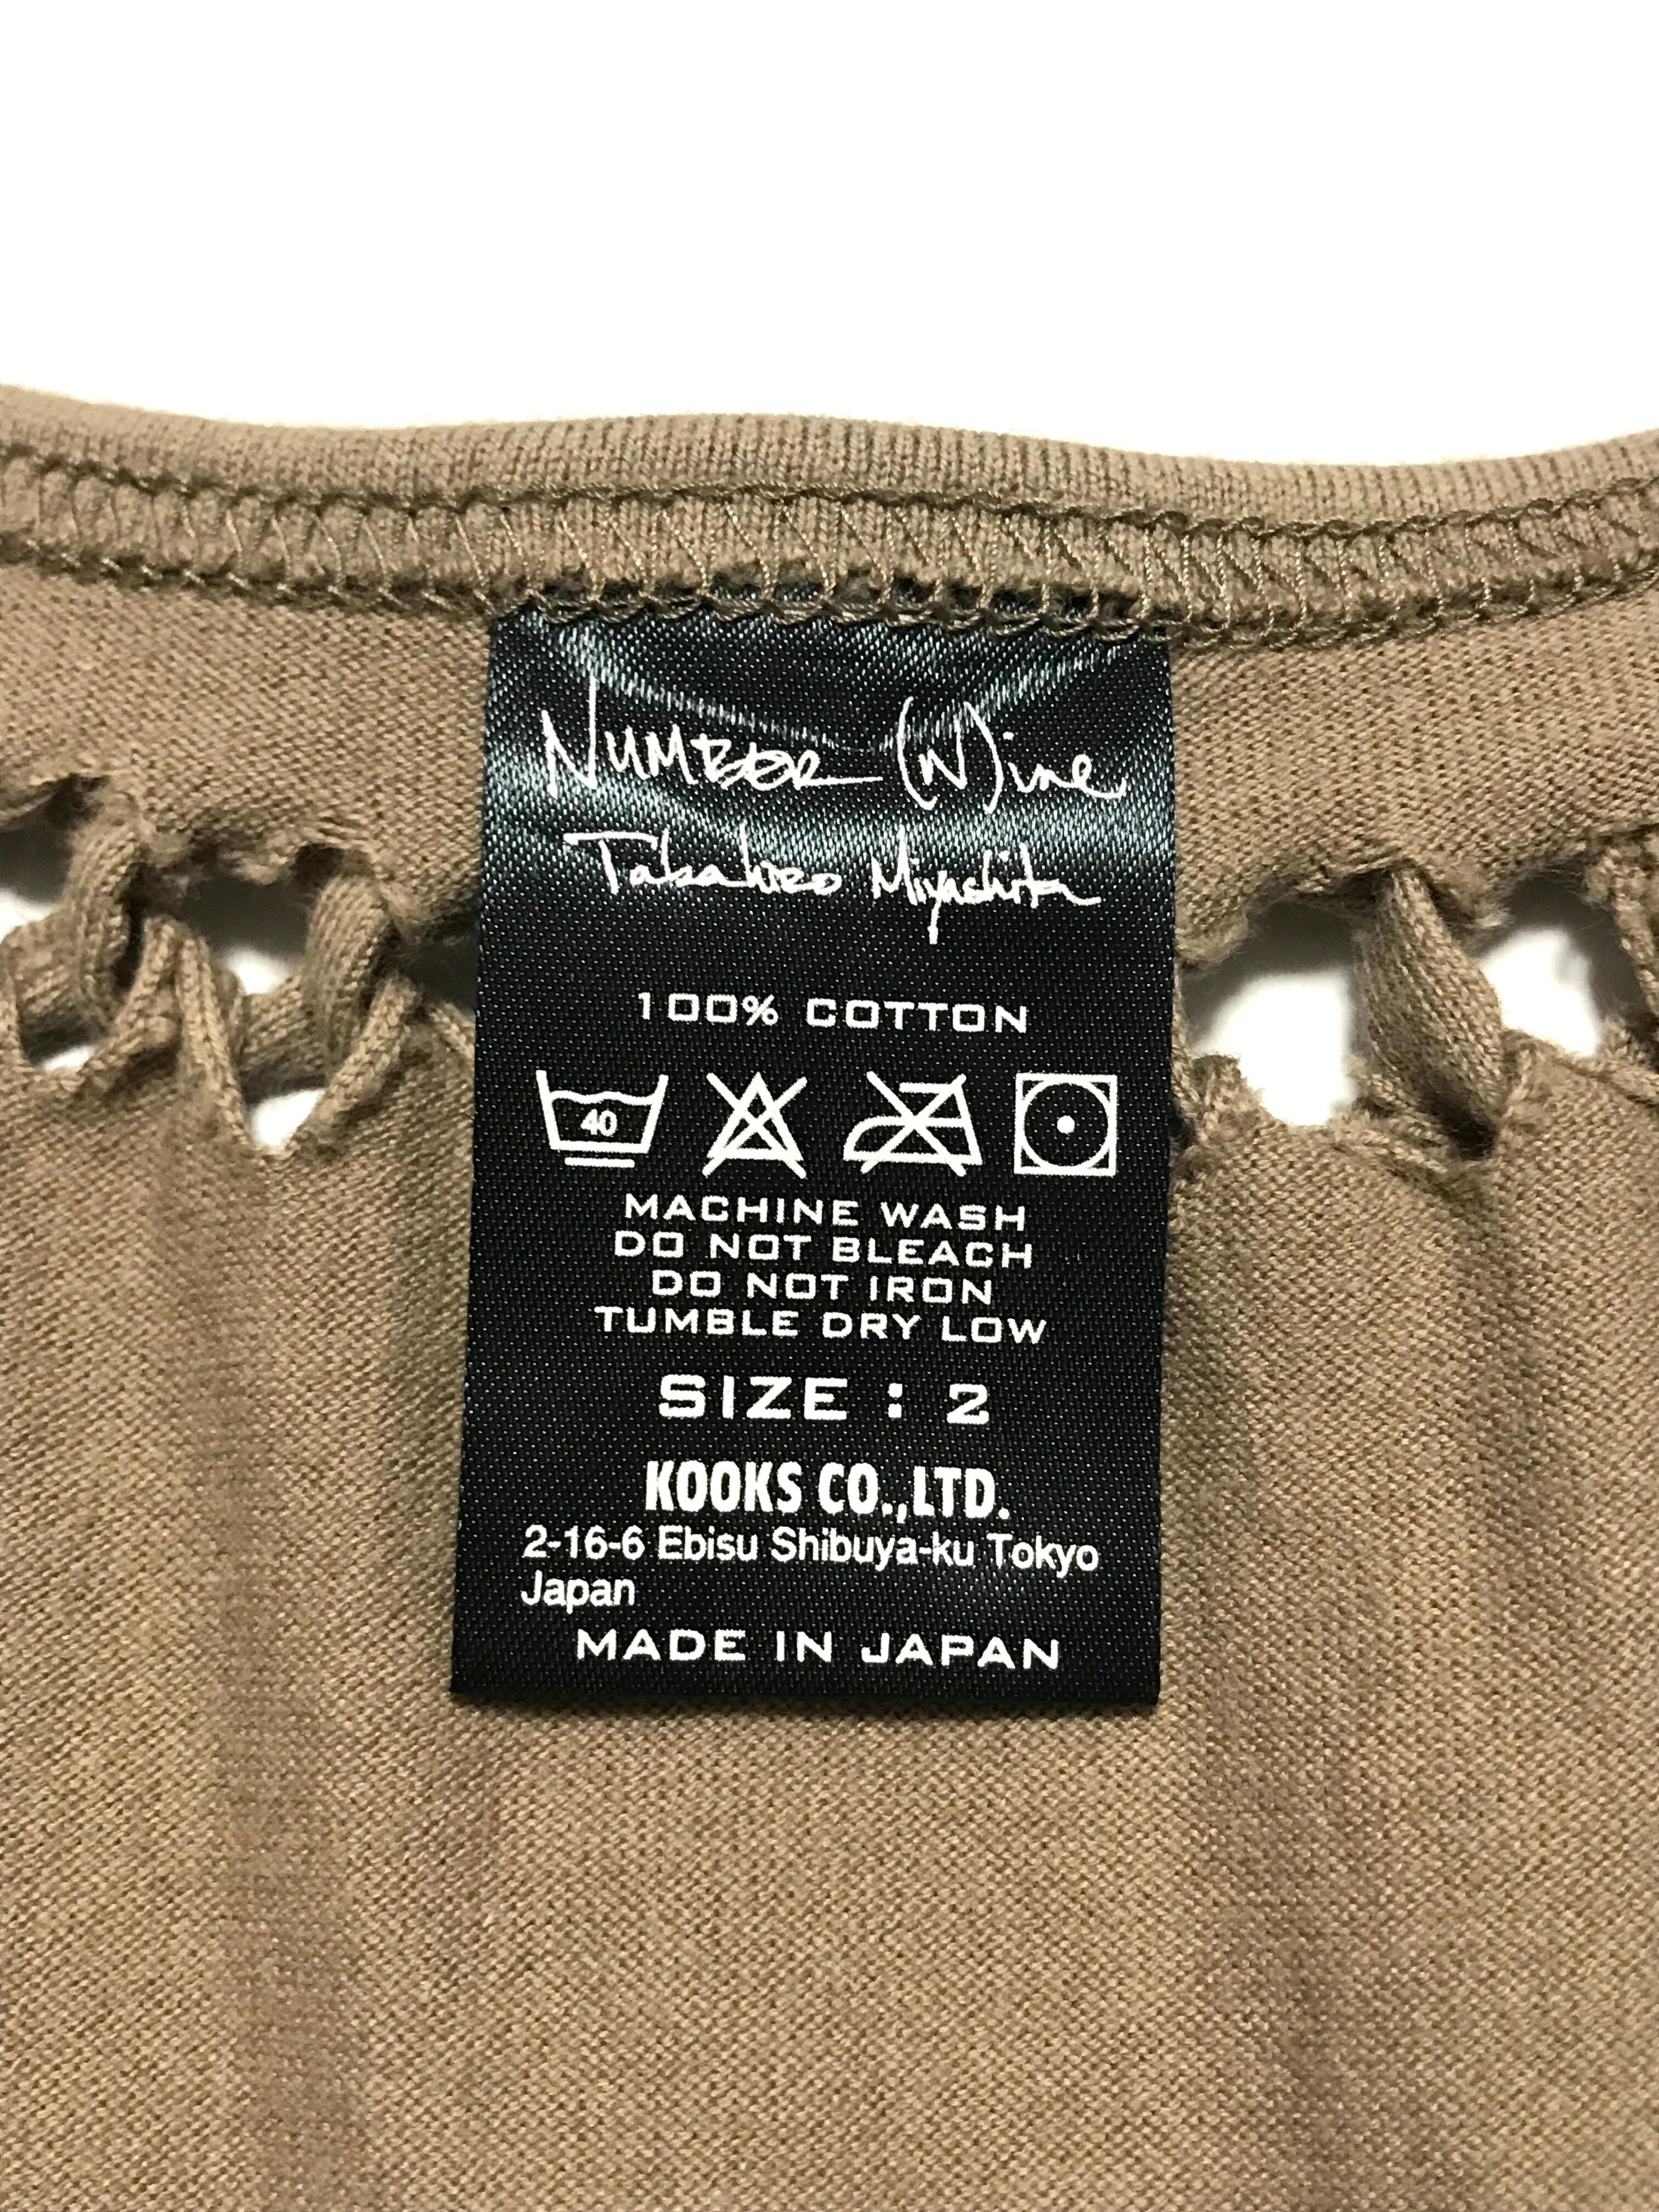 NUMBER (N)ine
Takahiro Miyashita
100% COTTON
40
MACHINE WASH
DO NOT BLEACH
DO NOT IRON
TUMBLE DRY LOW
SIZE : 2
KOOKS CO.,LTD.
2-16-6 Ebisu Shibuya-ku Tokyo
Japan
MADE IN JAPAN